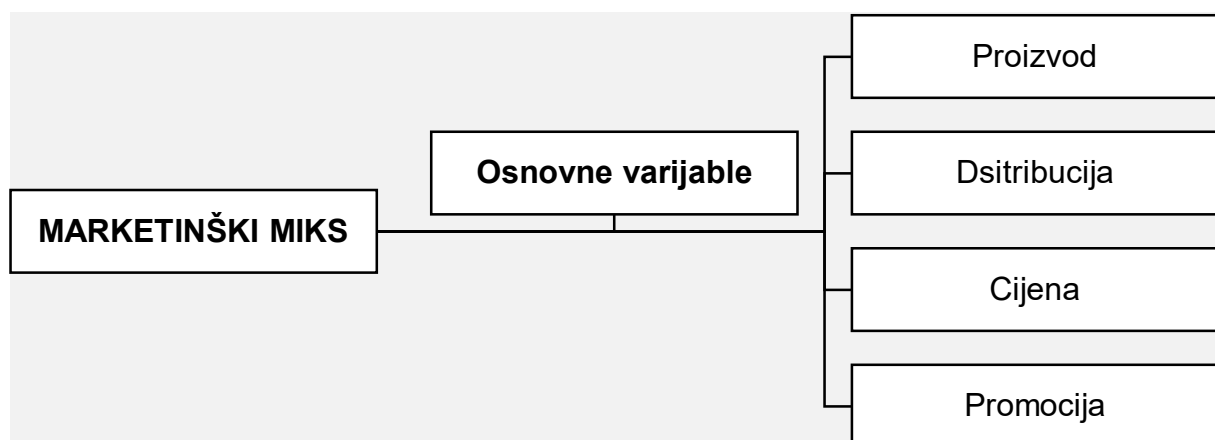 MARKETINŠKI MIKS
Osnovne varijable
Proizvod
Dsitribucija
Cijena
Promocija